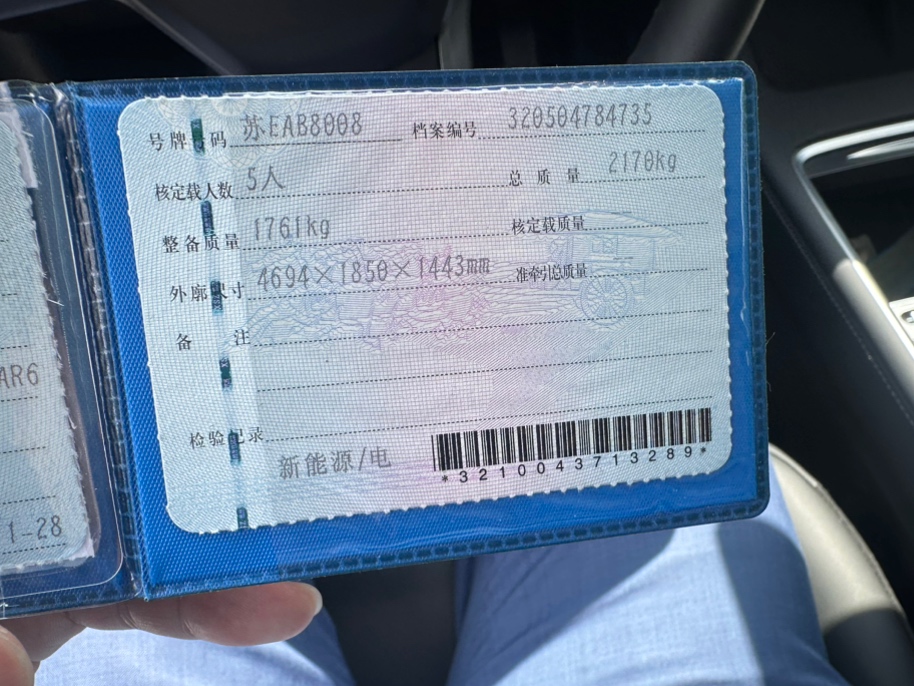 号牌号码 苏EAB8008 档案编号 320504784735
核定载人数 5人 总质量 2170kg
整备质量 1761kg 核定载质量
外廓尺寸 4694×1850×1443mm 准牵引总质量 --
备注
检验记录
新能源/电
*3210043713289*
AR6
1-28